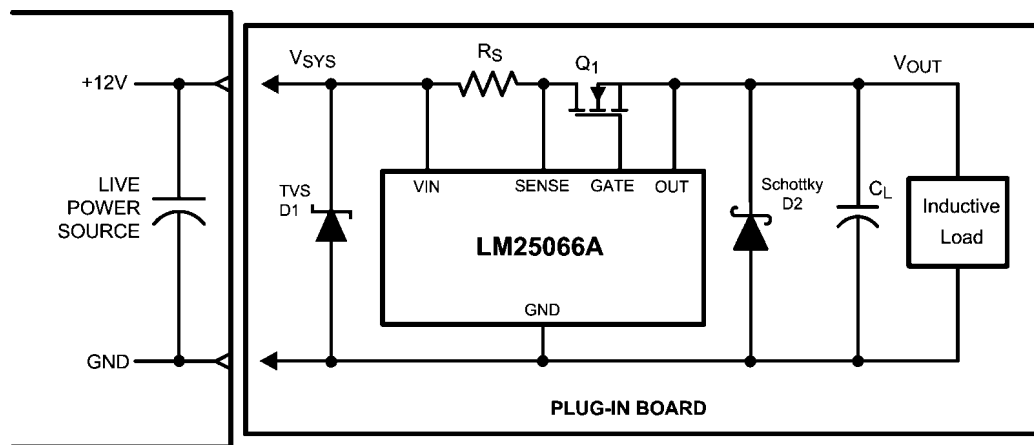 +12V
LIVE
POWER
SOURCE
GND
VSYS
RS
Q1
VOUT
TVS
D1
VIN
SENSE
GATE
OUT
LM25066A
GND
Schottky
D2
CL
Inductive
Load
PLUG-IN BOARD